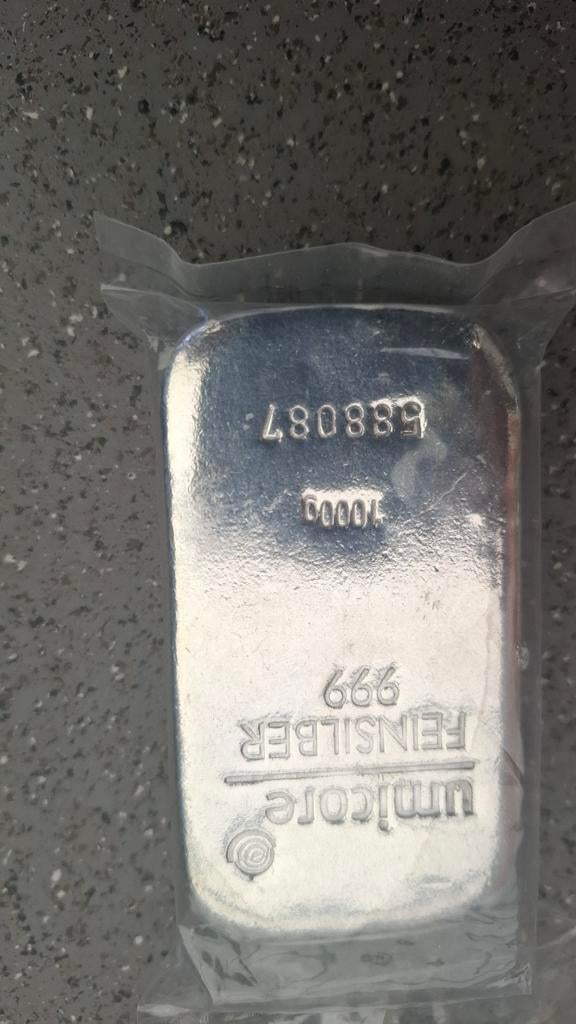 umicore
FEINSILBER
999
1000g
588087